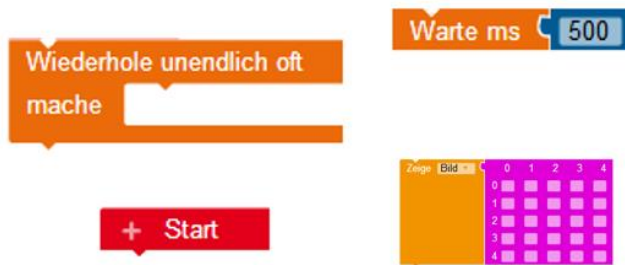 Wiederhole unendlich oft
mache
Warte ms 500
+ Start
Zeige Bild 0 1 2 3 4
0
1
2
3
4